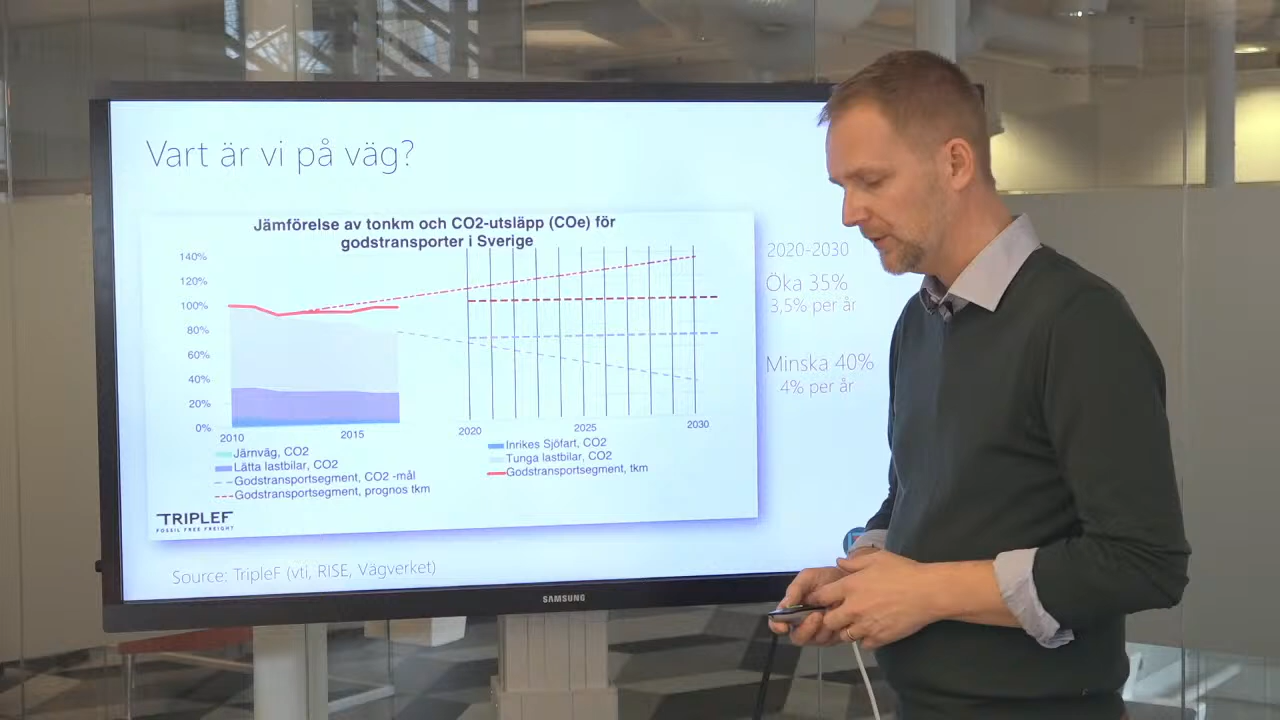 Vart är vi på väg?
Jämförelse av tonkm och CO2-utsläpp (COe) för
godstransporter i Sverige
140%
120%
100%
80%
60%
40%
20%
0%
2010
2015
2020
2025
2030
Järnväg, CO2
Lätta lastbilar, CO2
Godstransportsegment, CO2 -mål
Godstransportsegment, prognos tkm
Inrikes Sjöfart, CO2
Tunga lastbilar, CO2
Godstransportsegment, tkm
TRIPLEF
FOSSIL FREE FREIGHT
2020-2030
Öka 35%
3,5% per år
Minska 40%
4% per år
Source: TripleF (vti, RISE, Vägverket)
SAMSUNG